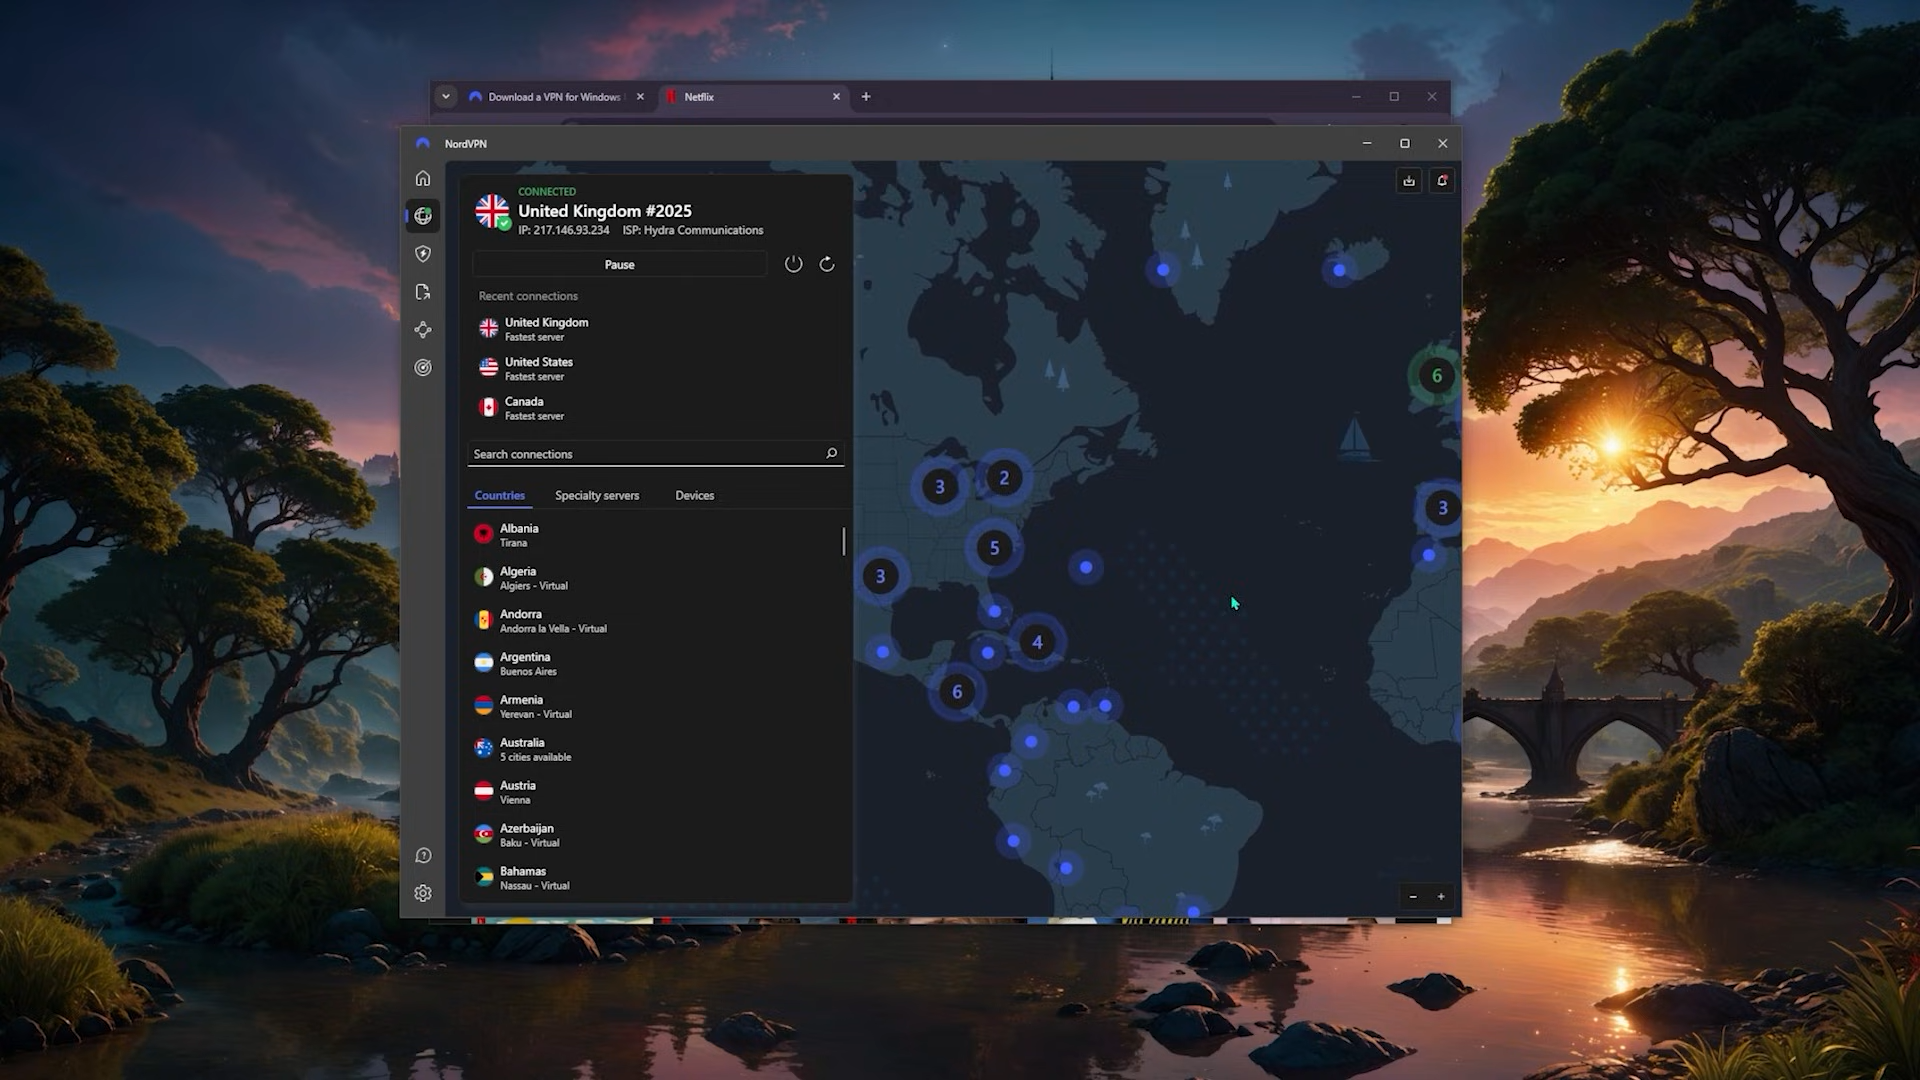 Download a VPN for Windows
Netflix
NordVPN
CONNECTED
United Kingdom #2025
IP: 217.146.93.234 ISP: Hydra Communications
Pause
Recent connections
United Kingdom
Fastest server
United States
Fastest server
Canada
Fastest server
Search connections
Countries Specialty servers Devices
Albania
Tirana
Algeria
Algiers - Virtual
Andorra
Andorra la Vella - Virtual
Argentina
Buenos Aires
Armenia
Yerevan - Virtual
Australia
5 cities available
Austria
Vienna
Azerbaijan
Baku - Virtual
Bahamas
Nassau - Virtual
6
3
2
3
5
3
4
6
WILL FERRELL